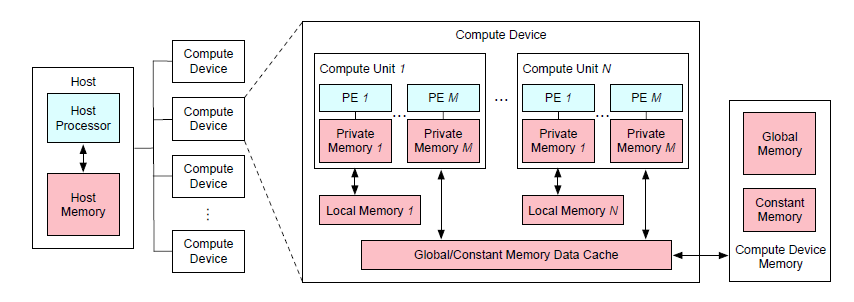 Host
Host
Processor
Host
Memory
Compute
Device
Compute
Device
Compute
Device
⋮
Compute
Device
Compute Device
Compute Unit 1
PE 1
PE M
...
Private
Memory 1
Private
Memory M
Local Memory 1
...
Compute Unit N
PE 1
PE M
...
Private
Memory 1
Private
Memory M
Local Memory N
Global/Constant Memory Data Cache
Global
Memory
Constant
Memory
Compute Device
Memory